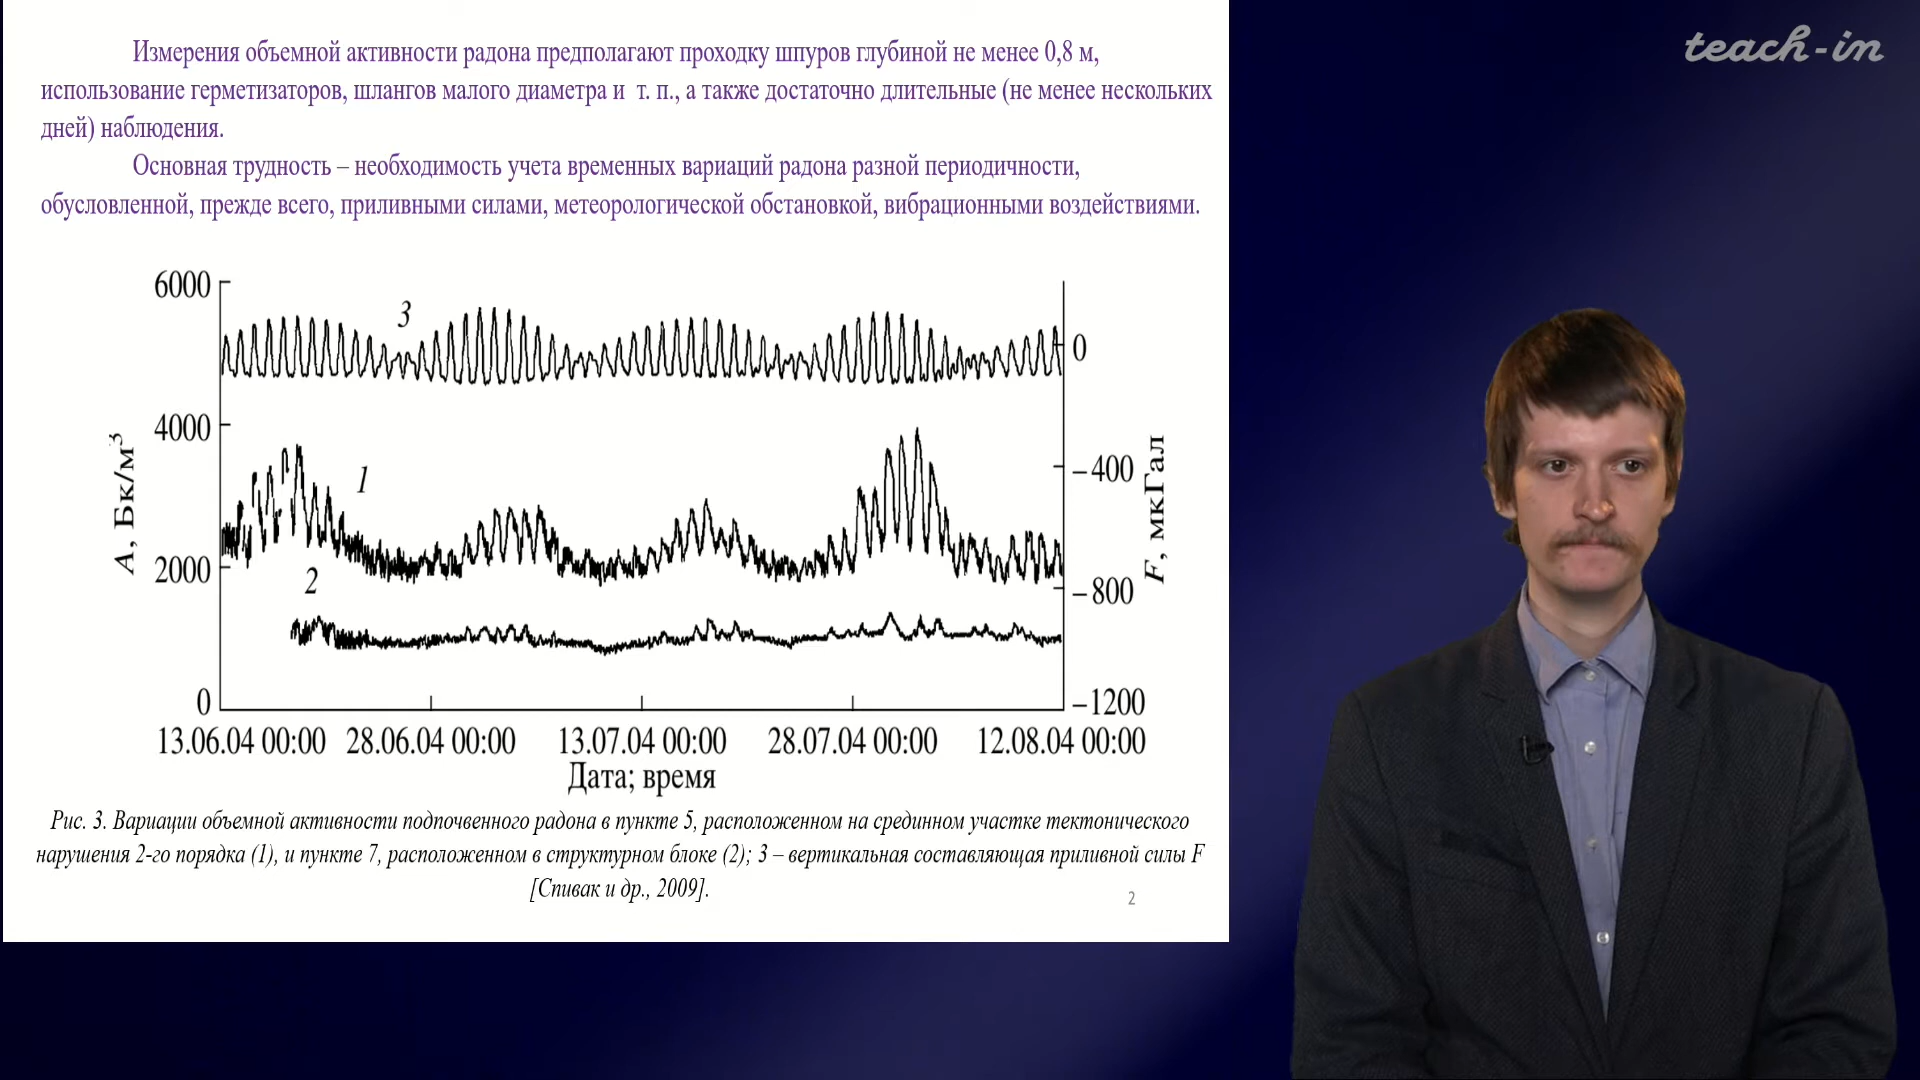 Измерения объемной активности радона предполагают проходку шпуров глубиной не менее 0,8 м,
использование герметизаторов, шлангов малого диаметра и т. п., а также достаточно длительные (не менее нескольких
дней) наблюдения.
Основная трудность – необходимость учета временных вариаций радона разной периодичности,
обусловленной, прежде всего, приливными силами, метеорологической обстановкой, вибрационными воздействиями.
teach-in
6000
4000
2000
0
A, Бк/м³
3
1
2
0
–400
–800
–1200
F, мкГал
13.06.04 00:00 28.06.04 00:00 13.07.04 00:00 28.07.04 00:00 12.08.04 00:00
Дата; время
Рис. 3. Вариации объемной активности подпочвенного радона в пункте 5, расположенном на срединном участке тектонического
нарушения 2-го порядка (1), и пункте 7, расположенном в структурном блоке (2); 3 – вертикальная составляющая приливной силы F
[Спивак и др., 2009].
2